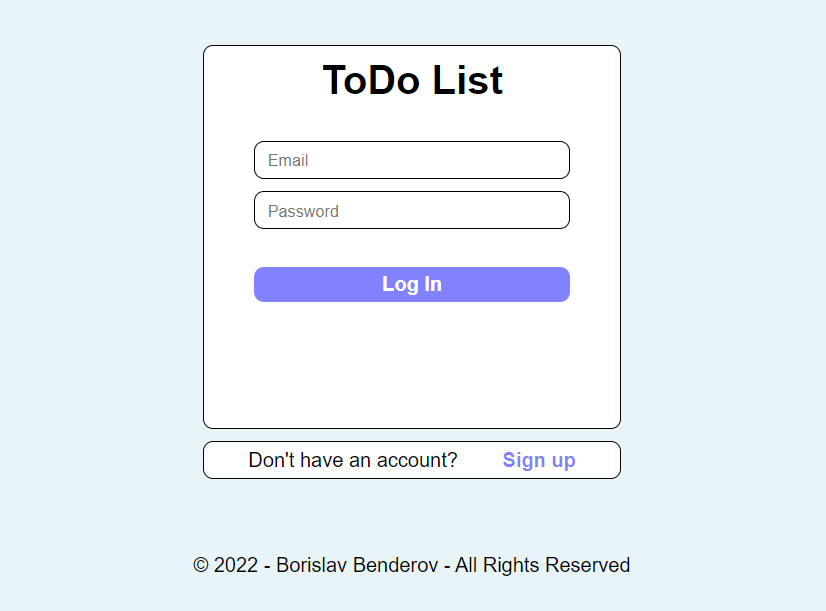 ToDo List
Email
Password
Log In
Don't have an account? Sign up
© 2022 - Borislav Benderov - All Rights Reserved